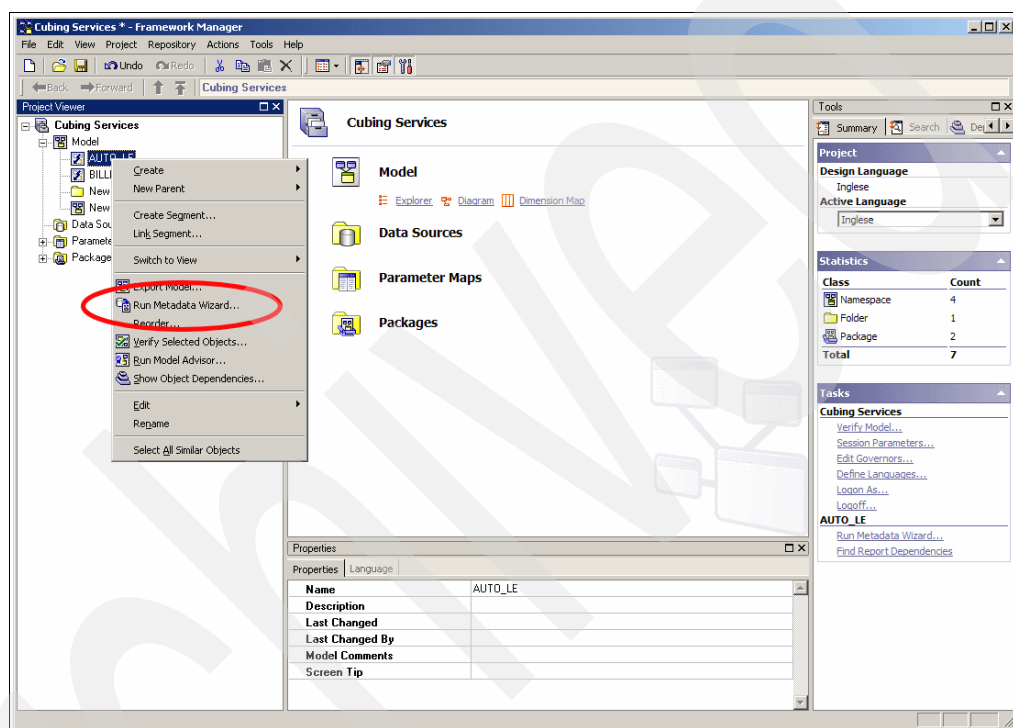 Cubing Services * - Framework Manager
File Edit View Project Repository Actions Tools Help
Undo Redo
Back Forward Cubing Services
Project Viewer
Cubing Services
Model
AUTO_LE
BILLI
New
New
Data Sou
Paramete
Package
Create
New Parent
Create Segment...
Link Segment...
Switch to View
Export Model...
Run Metadata Wizard...
Reorder...
Verify Selected Objects...
Run Model Advisor...
Show Object Dependencies...
Edit
Rename
Select All Similar Objects
Cubing Services
Model
Explorer Diagram Dimension Map
Data Sources
Parameter Maps
Packages
Properties
Properties Language
Name AUTO_LE
Description
Last Changed
Last Changed By
Model Comments
Screen Tip
Tools
Summary Search De
Project
Design Language
Inglese
Active Language
Inglese
Statistics
Class Count
Namespace 4
Folder 1
Package 2
Total 7
Tasks
Cubing Services
Verify Model...
Session Parameters...
Edit Governors...
Define Languages...
Logon As...
Logoff...
AUTO_LE
Run Metadata Wizard...
Find Report Dependencies